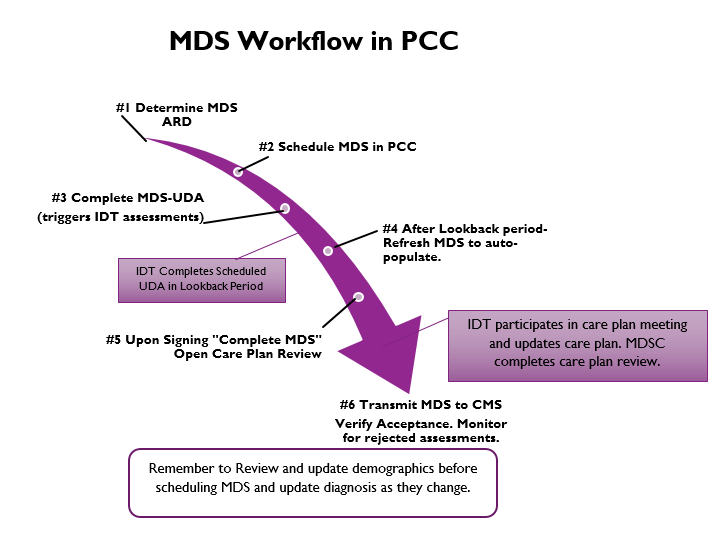 MDS Workflow in PCC
#1 Determine MDS
ARD
#2 Schedule MDS in PCC
#3 Complete MDS-UDA
(triggers IDT assessments)
#4 After Lookback period-
Refresh MDS to auto-
populate.
IDT Completes Scheduled
UDA in Lookback Period
#5 Upon Signing "Complete MDS"
Open Care Plan Review
IDT participates in care plan meeting
and updates care plan. MDSC
completes care plan review.
#6 Transmit MDS to CMS
Verify Acceptance. Monitor
for rejected assessments.
Remember to Review and update demographics before
scheduling MDS and update diagnosis as they change.